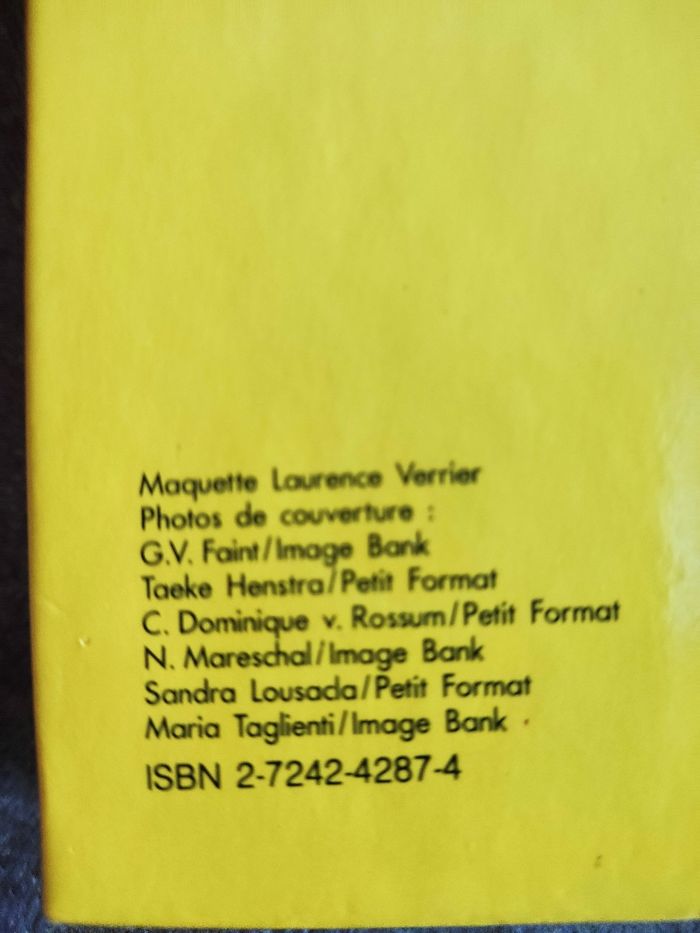 Maquette Laurence Verrier
Photos de couverture :
G.V. Faint/Image Bank
Taeke Henstra/Petit Format
C. Dominique v. Rossum/Petit Format
N. Mareschal/Image Bank
Sandra Lousada/Petit Format
Maria Taglienti/Image Bank
ISBN 2-7242-4287-4